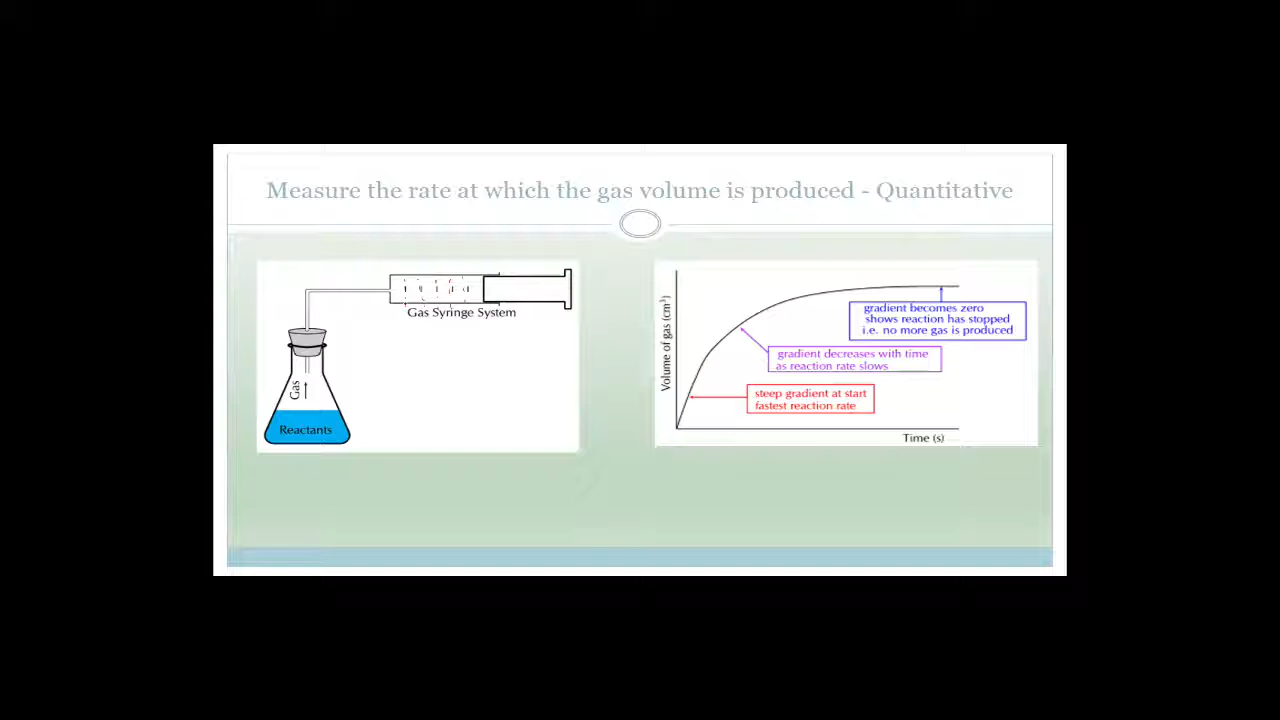 Measure the rate at which the gas volume is produced - Quantitative
Gas Syringe System
Gas
Reactants
Volume of gas (cm³)
gradient becomes zero
shows reaction has stopped
i.e. no more gas is produced
gradient decreases with time
as reaction rate slows
steep gradient at start
fastest reaction rate
Time (s)